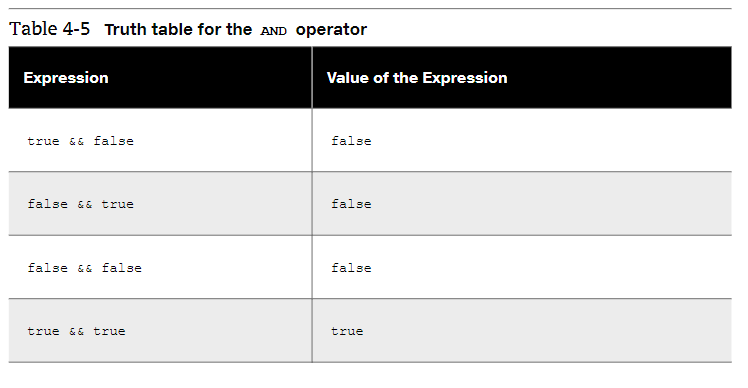 Table 4-5 Truth table for the AND operator
Expression Value of the Expression
true && false false
false && true false
false && false false
true && true true